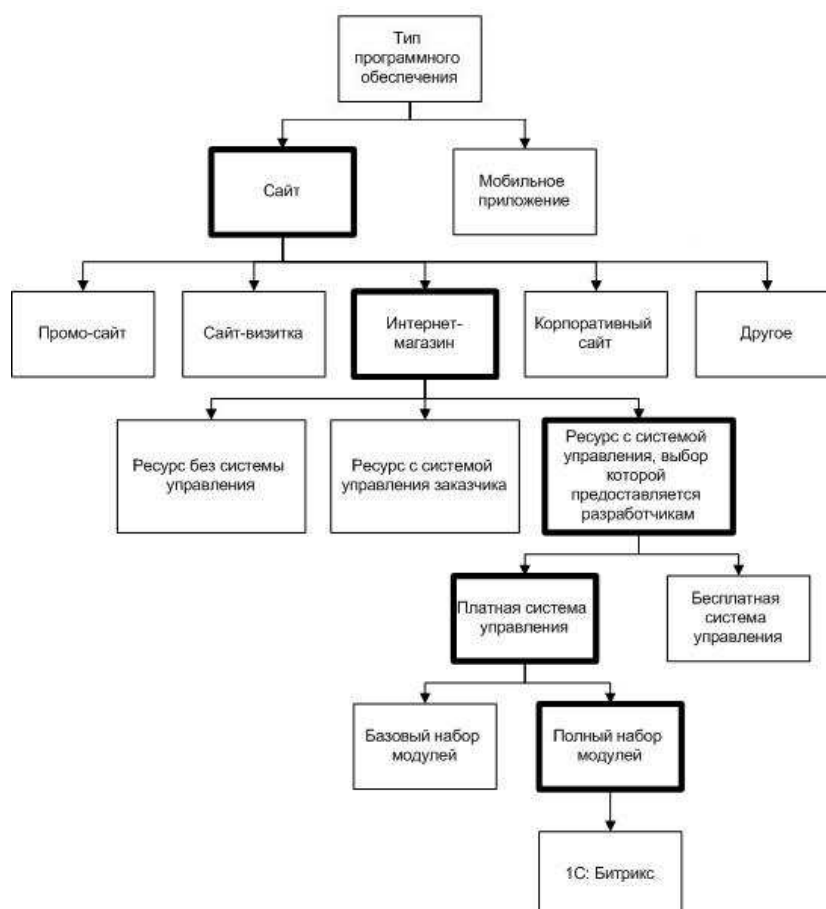 Тип
программного
обеспечения
Сайт
Мобильное
приложение
Промо-сайт
Сайт-визитка
Интернет-
магазин
Корпоративный
сайт
Другое
Ресурс без системы
управления
Ресурс с системой
управления заказчика
Ресурс с системой
управления, выбор
которой
предоставляется
разработчикам
Платная система
управления
Бесплатная
система
управления
Базовый набор
модулей
Полный набор
модулей
1С: Битрикс